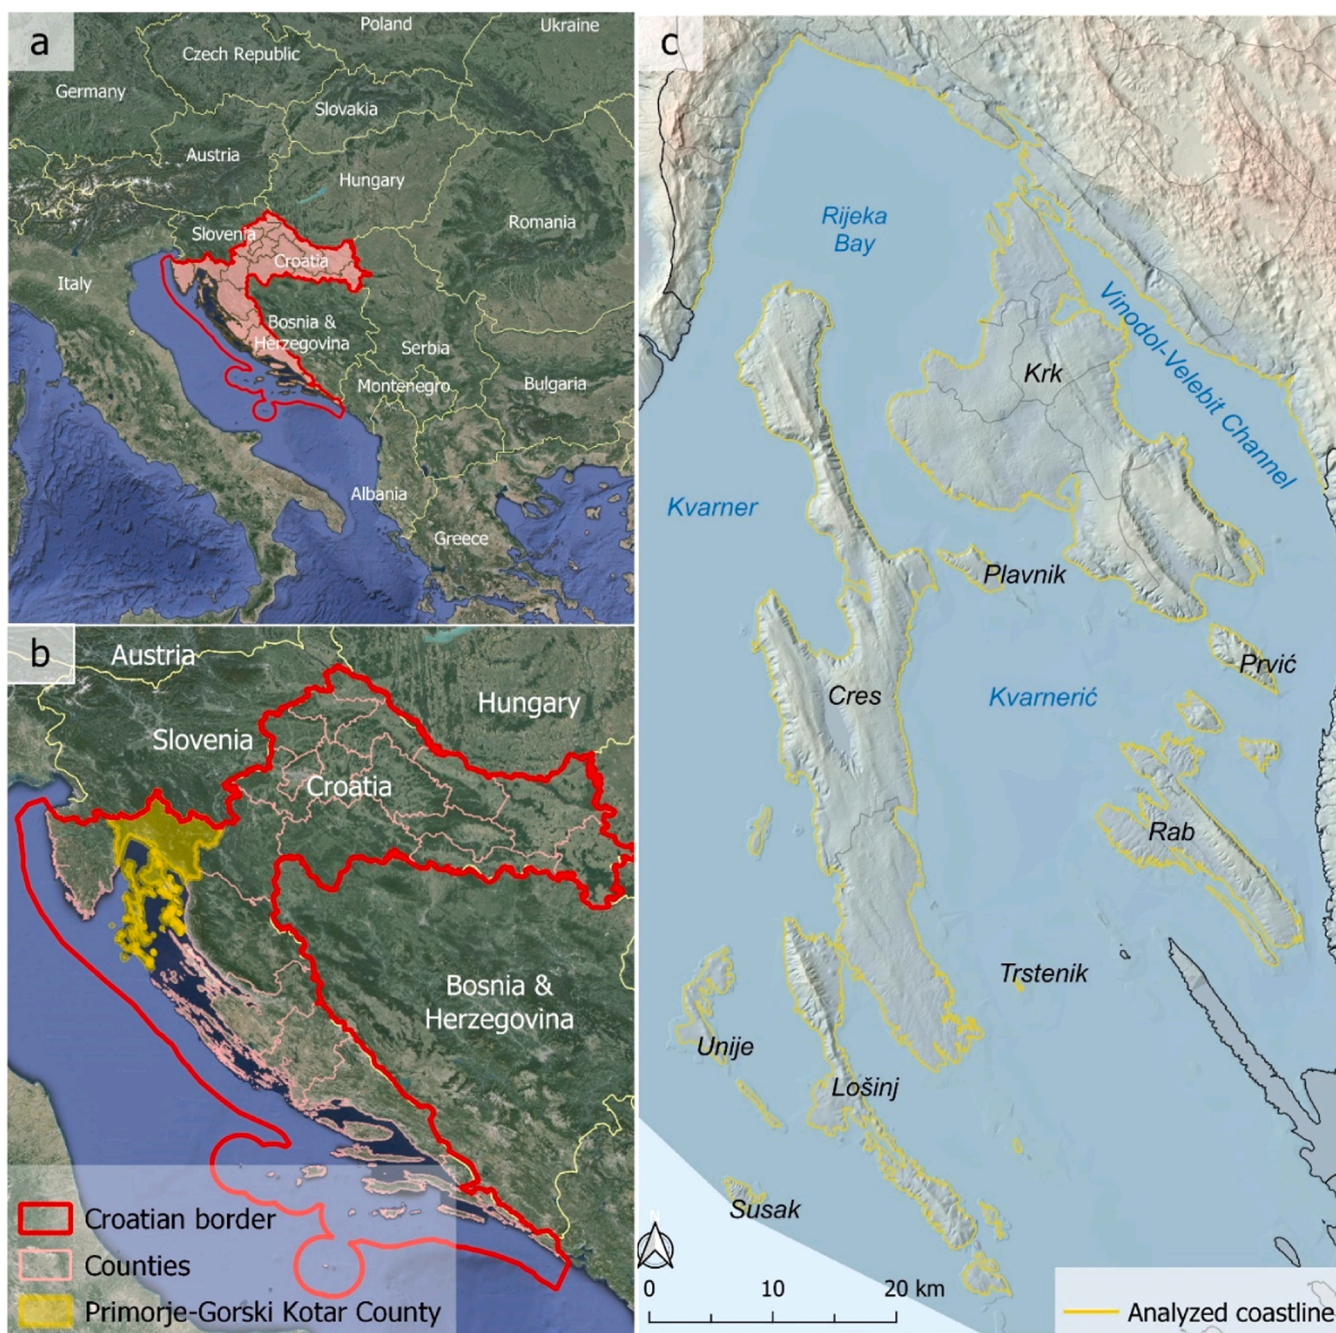 a
Poland
Ukraine
Czech Republic
Germany
Slovakia
Austria
Hungary
Romania
Slovenia
Croatia
Italy
Bosnia &
Herzegovina
Serbia
Montenegro
Bulgaria
Albania
Greece
b
Austria
Hungary
Slovenia
Croatia
Bosnia &
Herzegovina
Croatian border
Counties
Primorje-Gorski Kotar County
c
Rijeka
Bay
Vinodol-Velebit Channel
Krk
Kvarner
Plavnik
Prvić
Cres
Kvarnerić
Rab
Trstenik
Unije
Lošinj
Susak
N
0 10 20 km
Analyzed coastline